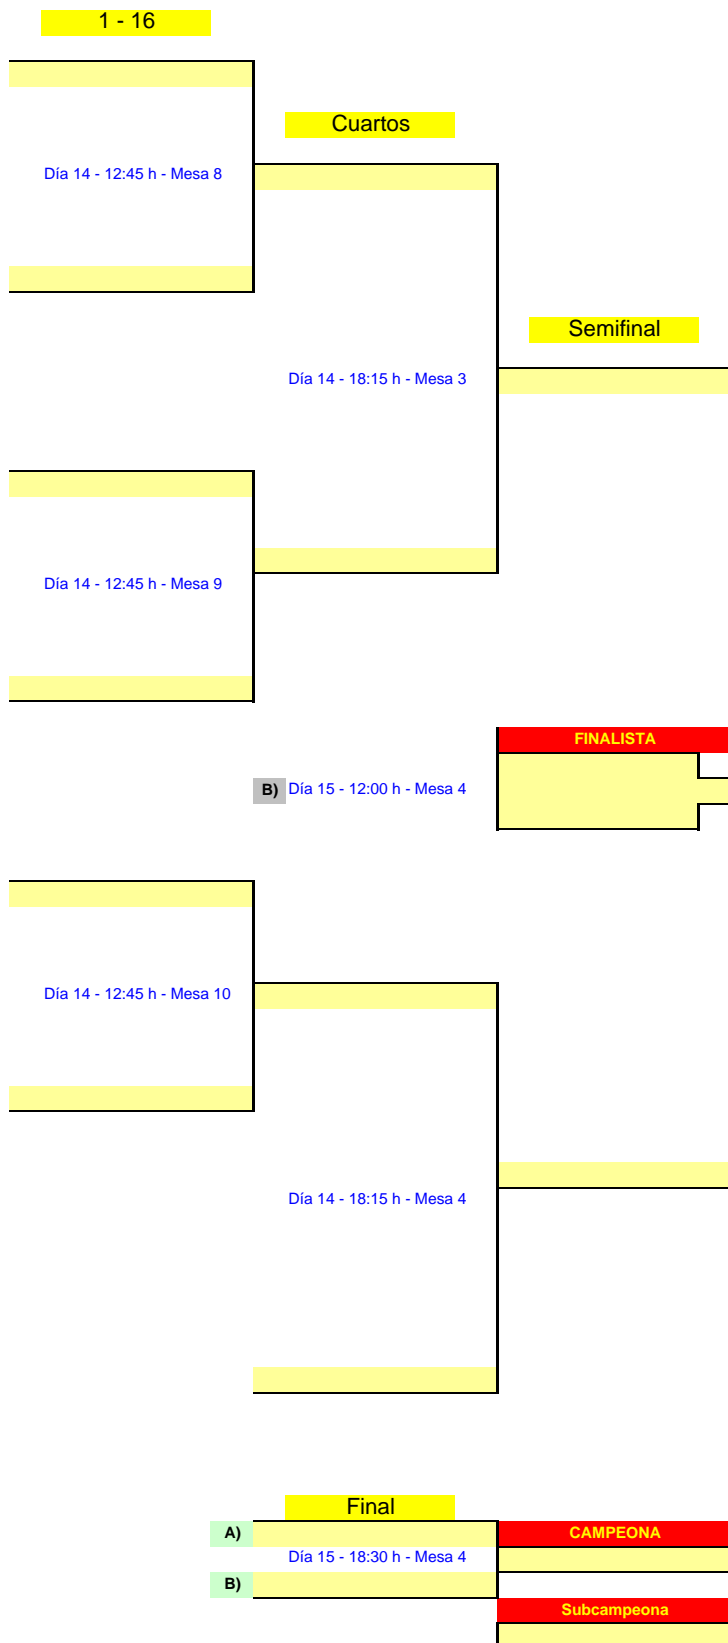 1 - 16
Cuartos
Día 14 - 12:45 h - Mesa 8
Semifinal
Día 14 - 18:15 h - Mesa 3
Día 14 - 12:45 h - Mesa 9
FINALISTA
B) Día 15 - 12:00 h - Mesa 4
Día 14 - 12:45 h - Mesa 10
Día 14 - 18:15 h - Mesa 4
Final
A) CAMPEONA
Día 15 - 18:30 h - Mesa 4
B)
Subcampeona